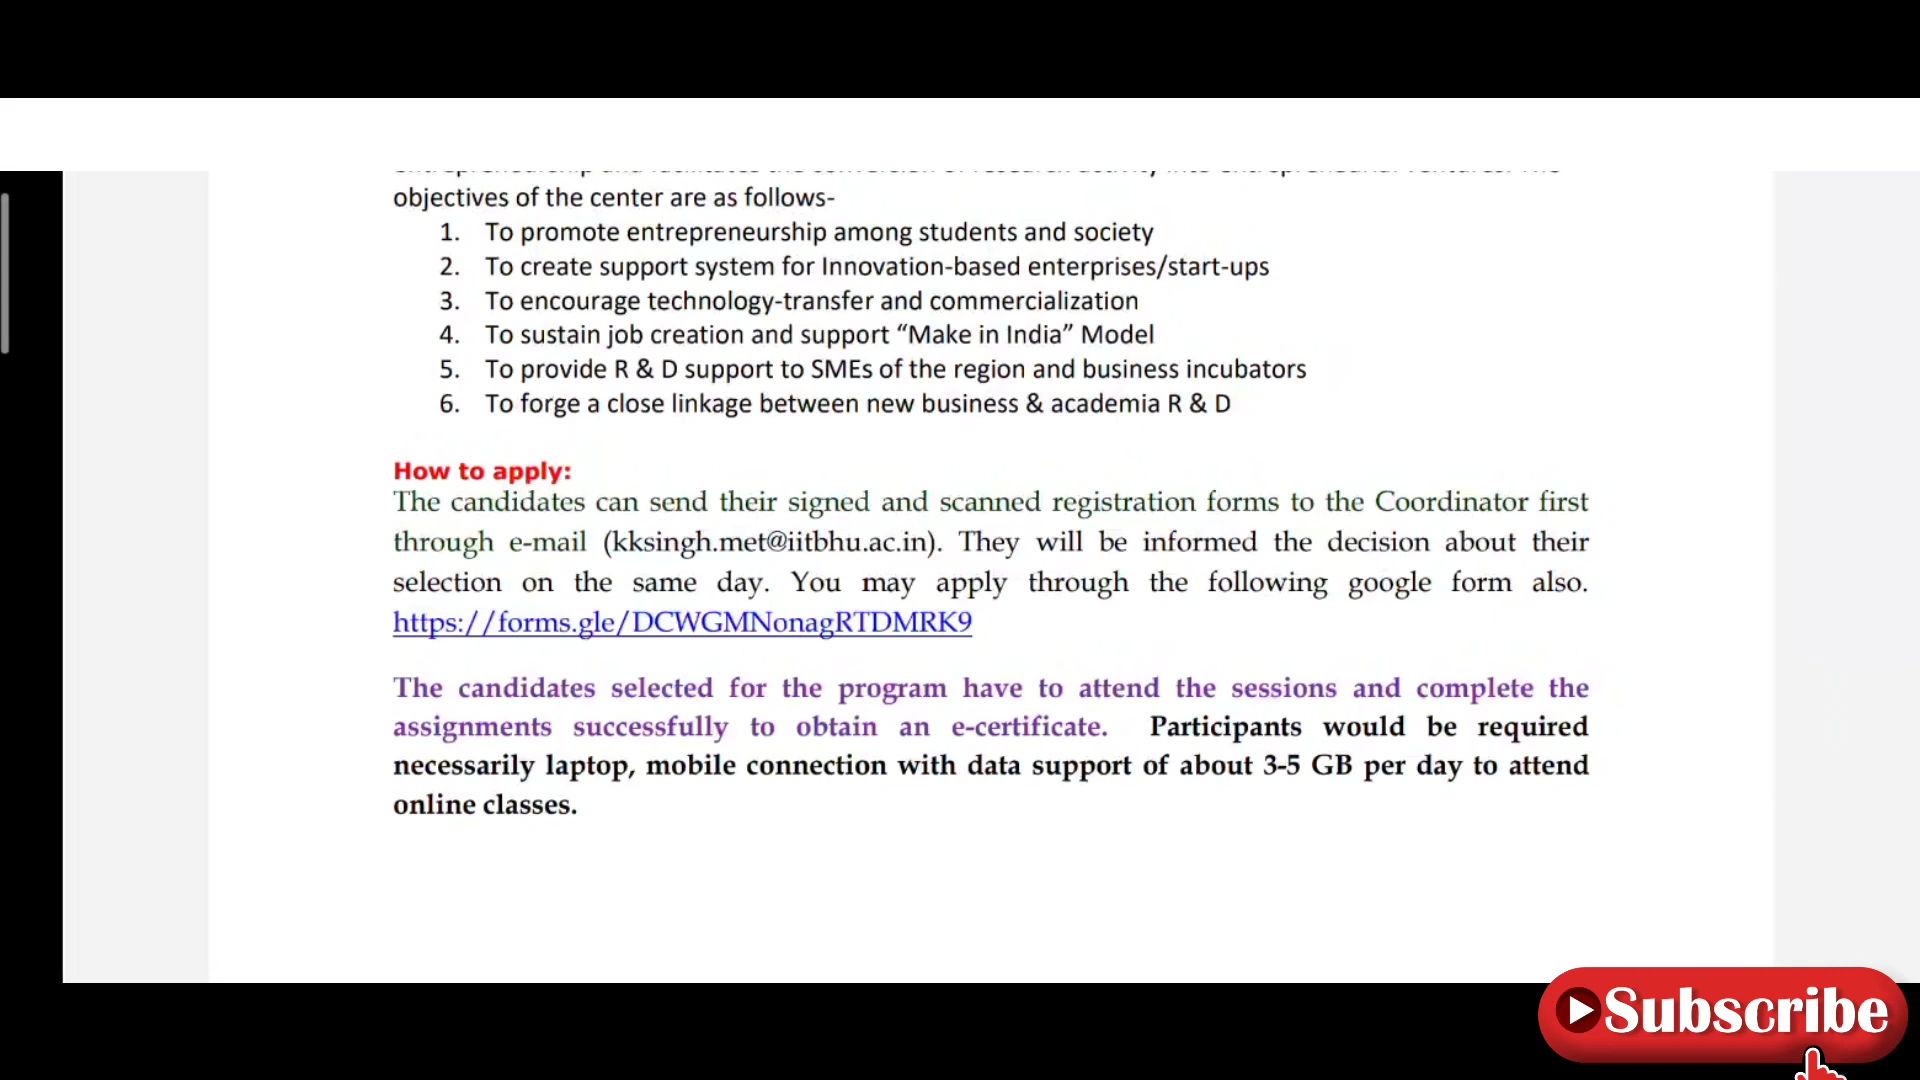 objectives of the center are as follows-
1. To promote entrepreneurship among students and society
2. To create support system for Innovation-based enterprises/start-ups
3. To encourage technology-transfer and commercialization
4. To sustain job creation and support “Make in India” Model
5. To provide R & D support to SMEs of the region and business incubators
6. To forge a close linkage between new business & academia R & D
How to apply:
The candidates can send their signed and scanned registration forms to the Coordinator first
through e-mail (kksingh.met@iitbhu.ac.in). They will be informed the decision about their
selection on the same day. You may apply through the following google form also.
https://forms.gle/DCWGMNonagRTDMRK9
The candidates selected for the program have to attend the sessions and complete the
assignments successfully to obtain an e-certificate. Participants would be required
necessarily laptop, mobile connection with data support of about 3-5 GB per day to attend
online classes.
Subscribe